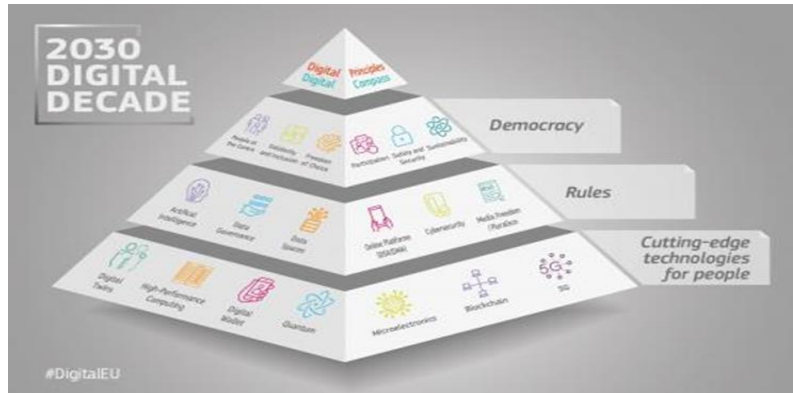 2030
DIGITAL
DECADE
Digital Principles
Digital Compass
Democracy
People at
the Centre
Solidarity
and Inclusion
Freedom
of Choice
Participation
Safety and
Security
Sustainability
Rules
Artificial
Intelligence
Data
Governance
Data
Spaces
Online Platforms
(DSA/DMA)
Cybersecurity
Media Freedom
/ Pluralism
Cutting-edge
technologies
for people
Digital
Twins
High-Performance
Computing
Digital
Wallet
Quantum
Microelectronics
Blockchain
5G
5G
#DigitalEU